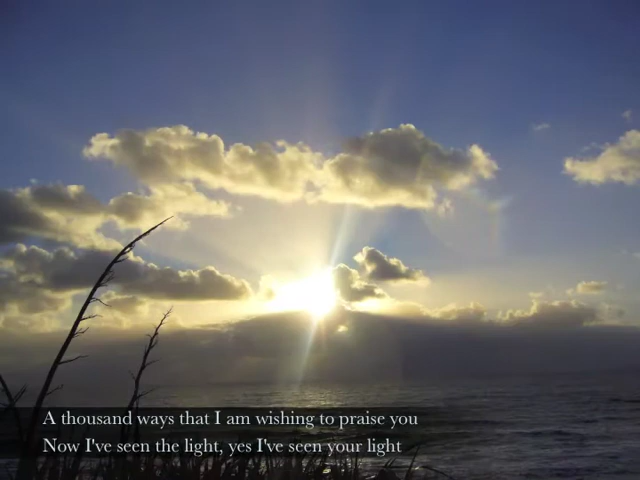 A thousand ways that I am wishing to praise you
Now I've seen the light, yes I've seen your light